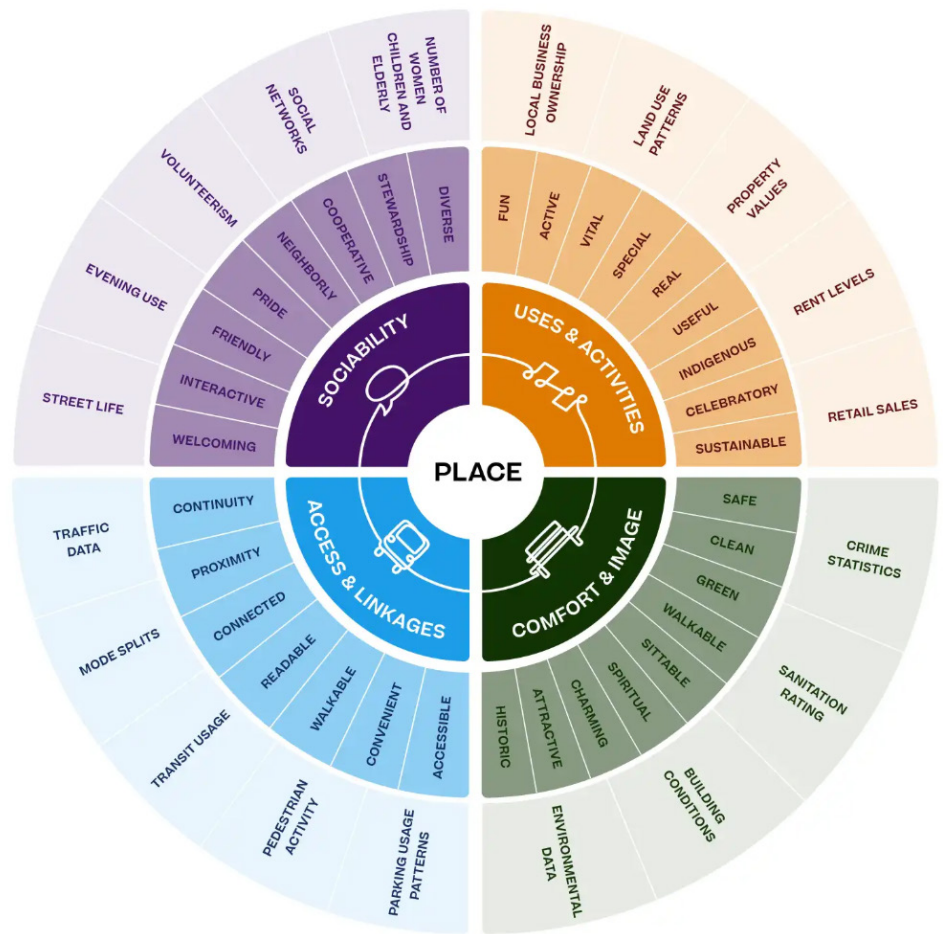 PLACE
SOCIABILITY
USES & ACTIVITIES
ACCESS & LINKAGES
COMFORT & IMAGE
DIVERSE
STEWARDSHIP
COOPERATIVE
NEIGHBORLY
PRIDE
FRIENDLY
INTERACTIVE
WELCOMING
NUMBER OF
WOMEN
CHILDREN AND
ELDERLY
SOCIAL
NETWORKS
VOLUNTEERISM
EVENING USE
STREET LIFE
FUN
ACTIVE
VITAL
SPECIAL
REAL
USEFUL
INDIGENOUS
CELEBRATORY
SUSTAINABLE
LOCAL BUSINESS
OWNERSHIP
LAND USE
PATTERNS
PROPERTY
VALUES
RENT LEVELS
RETAIL SALES
CONTINUITY
PROXIMITY
CONNECTED
READABLE
WALKABLE
CONVENIENT
ACCESSIBLE
TRAFFIC
DATA
MODE SPLITS
TRANSIT USAGE
PEDESTRIAN
ACTIVITY
PARKING USAGE
PATTERNS
SAFE
CLEAN
GREEN
WALKABLE
SITTABLE
SPIRITUAL
CHARMING
ATTRACTIVE
HISTORIC
CRIME
STATISTICS
SANITATION
RATING
BUILDING
CONDITIONS
ENVIRONMENTAL
DATA